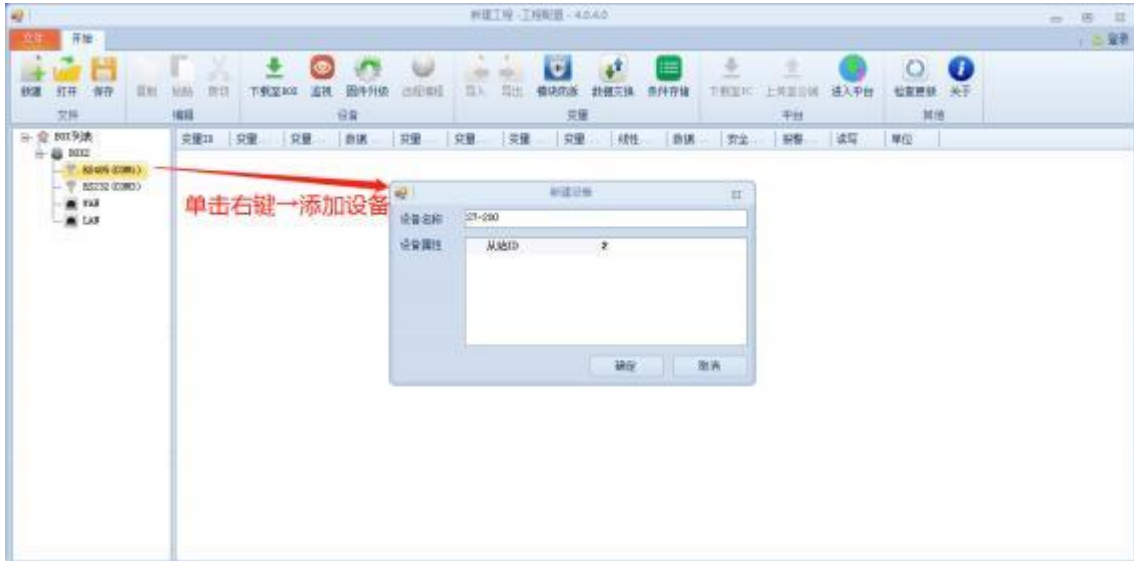 新建工程 - 工程配置 - 4.0.4.0
文件 开始 登录
新建 打开 保存 复制 粘贴 剪切 下载至BOX 监视 固件升级 远程编程 导入 导出 模块防派 数据交换 条件存储 下载至PC 上传至云端 进入平台 检查更新 关于
文件 编辑 设备 变量 平台 其他
BOX列表
BOX2
RS485(COM1)
RS232(COM3)
WAN
LAN
变量ID 变量... 变量... 数据... 变量... 变量... 变量... 变量... 线性... 数据... 安全... 报警... 读写 单位
单击右键→添加设备
新建设备
设备名称 S7-200
设备属性 从站ID 2
确定 取消